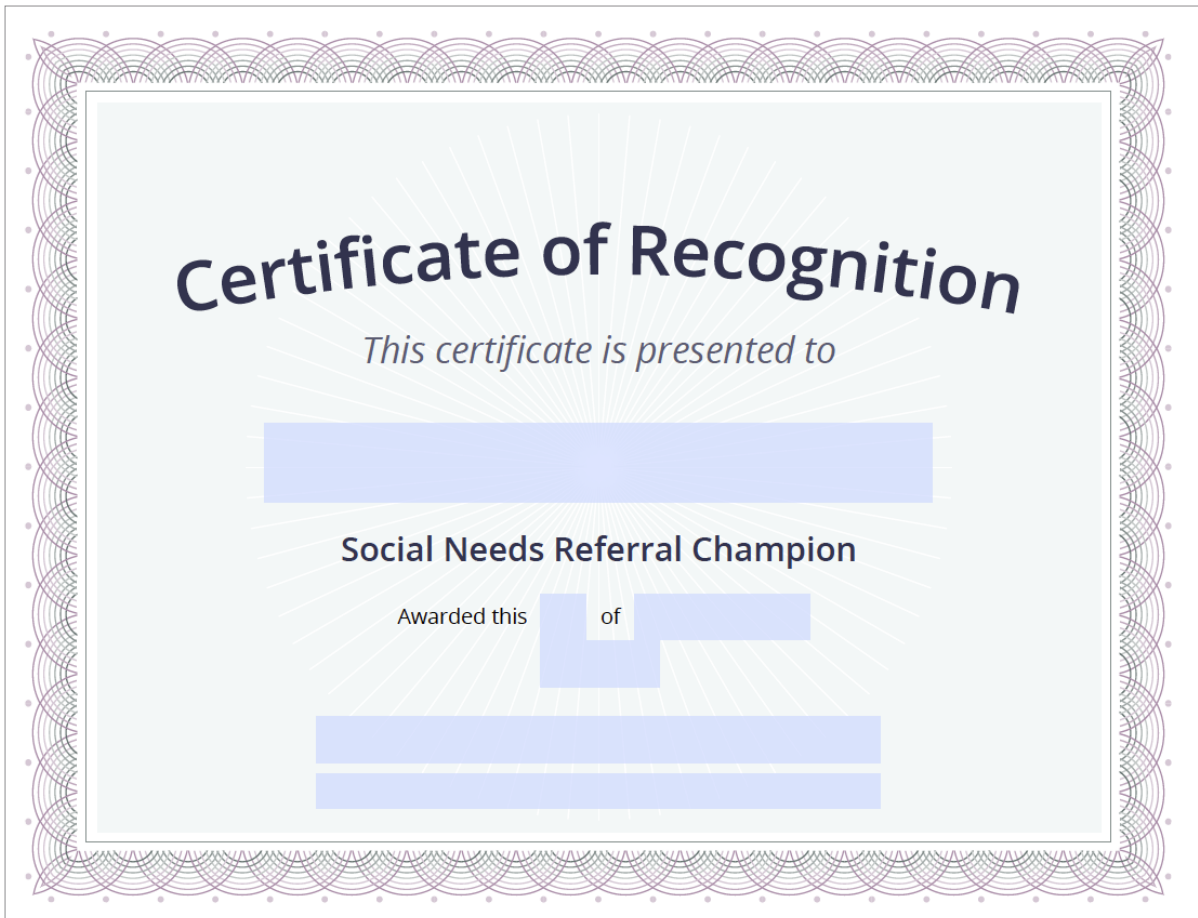 Certificate of Recognition
This certificate is presented to
Social Needs Referral Champion
Awarded this of